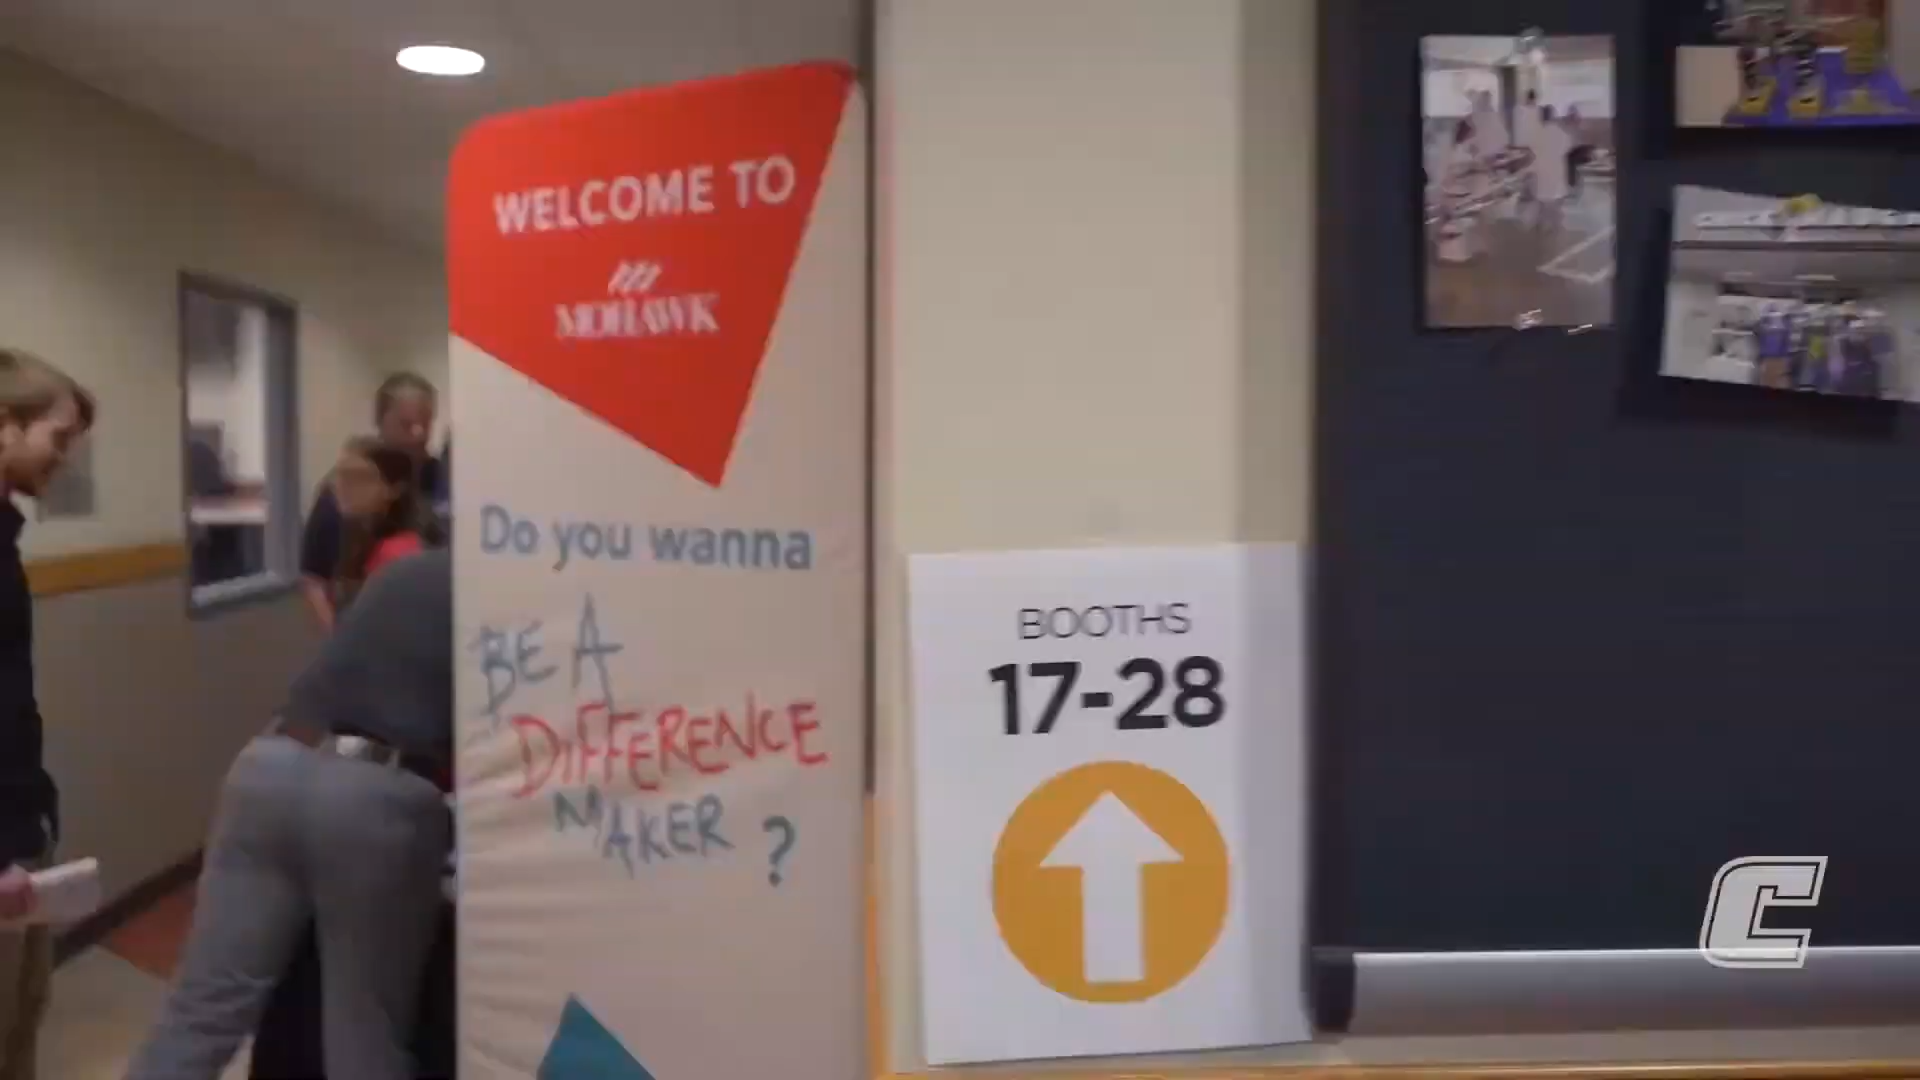 WELCOME TO
MOHAWK
Do you wanna
BE A
DIFFERENCE
MAKER ?
BOOTHS
17-28
C